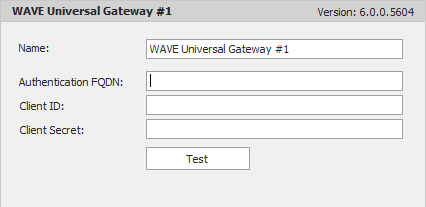 WAVE Universal Gateway #1 Version: 6.0.0.5604
Name: WAVE Universal Gateway #1
Authentication FQDN:
Client ID:
Client Secret:
Test